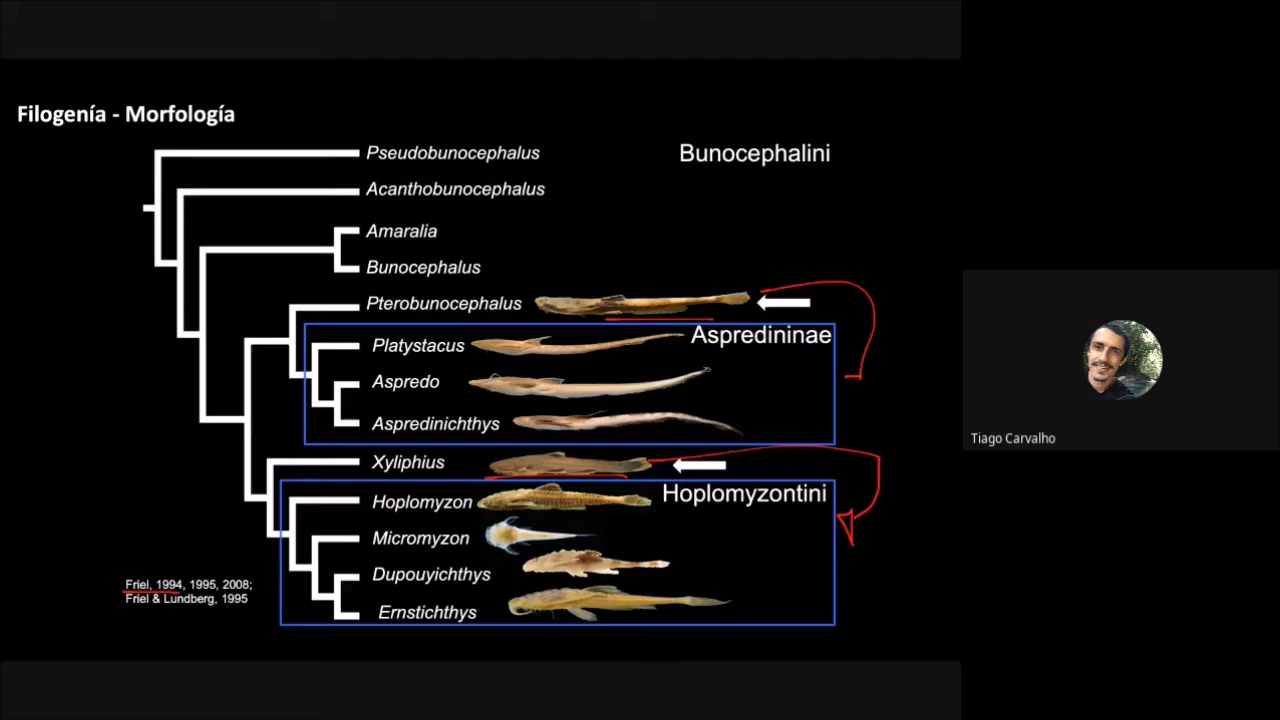 Filogenía - Morfología
Pseudobunocephalus
Bunocephalini
Acanthobunocephalus
Amaralia
Bunocephalus
Pterobunocephalus
Aspredininae
Platystacus
Aspredo
Aspredinichthys
Xyliphius
Hoplomyzontini
Hoplomyzon
Micromyzon
Dupouyichthys
Ernstichthys
Friel, 1994, 1995, 2008;
Friel & Lundberg, 1995
Tiago Carvalho